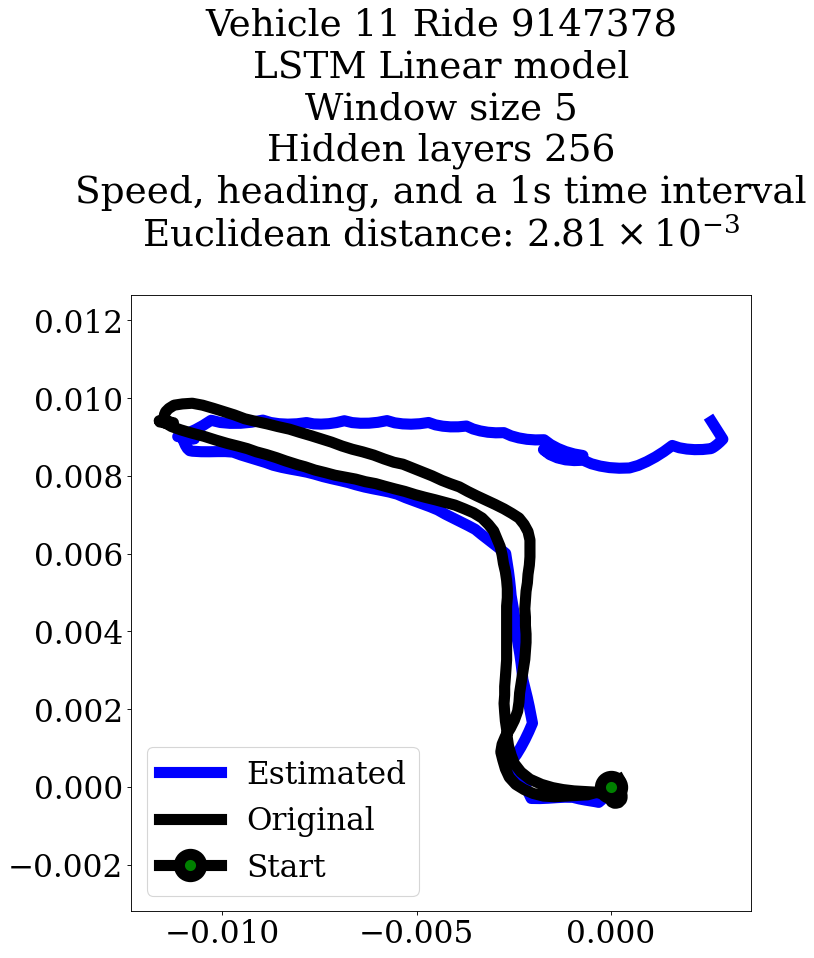 Vehicle 11 Ride 9147378
LSTM Linear model
Window size 5
Hidden layers 256
Speed, heading, and a 1s time interval
Euclidean distance: 2.81 × 10⁻³
0.012
0.010
0.008
0.006
0.004
0.002
0.000
−0.002
Estimated
Original
Start
−0.010
−0.005
0.000